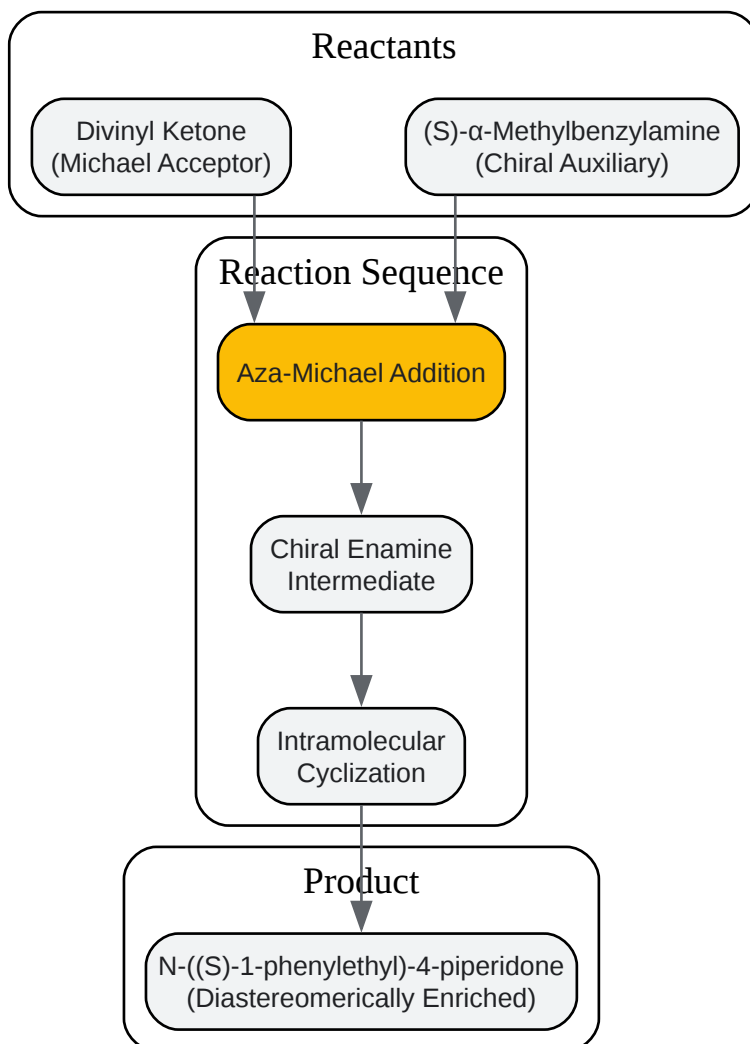 Reactants
Divinyl Ketone
(Michael Acceptor)
(S)-α-Methylbenzylamine
(Chiral Auxiliary)
Reaction Sequence
Aza-Michael Addition
Chiral Enamine
Intermediate
Intramolecular
Cyclization
Product
N-((S)-1-phenylethyl)-4-piperidone
(Diastereomerically Enriched)